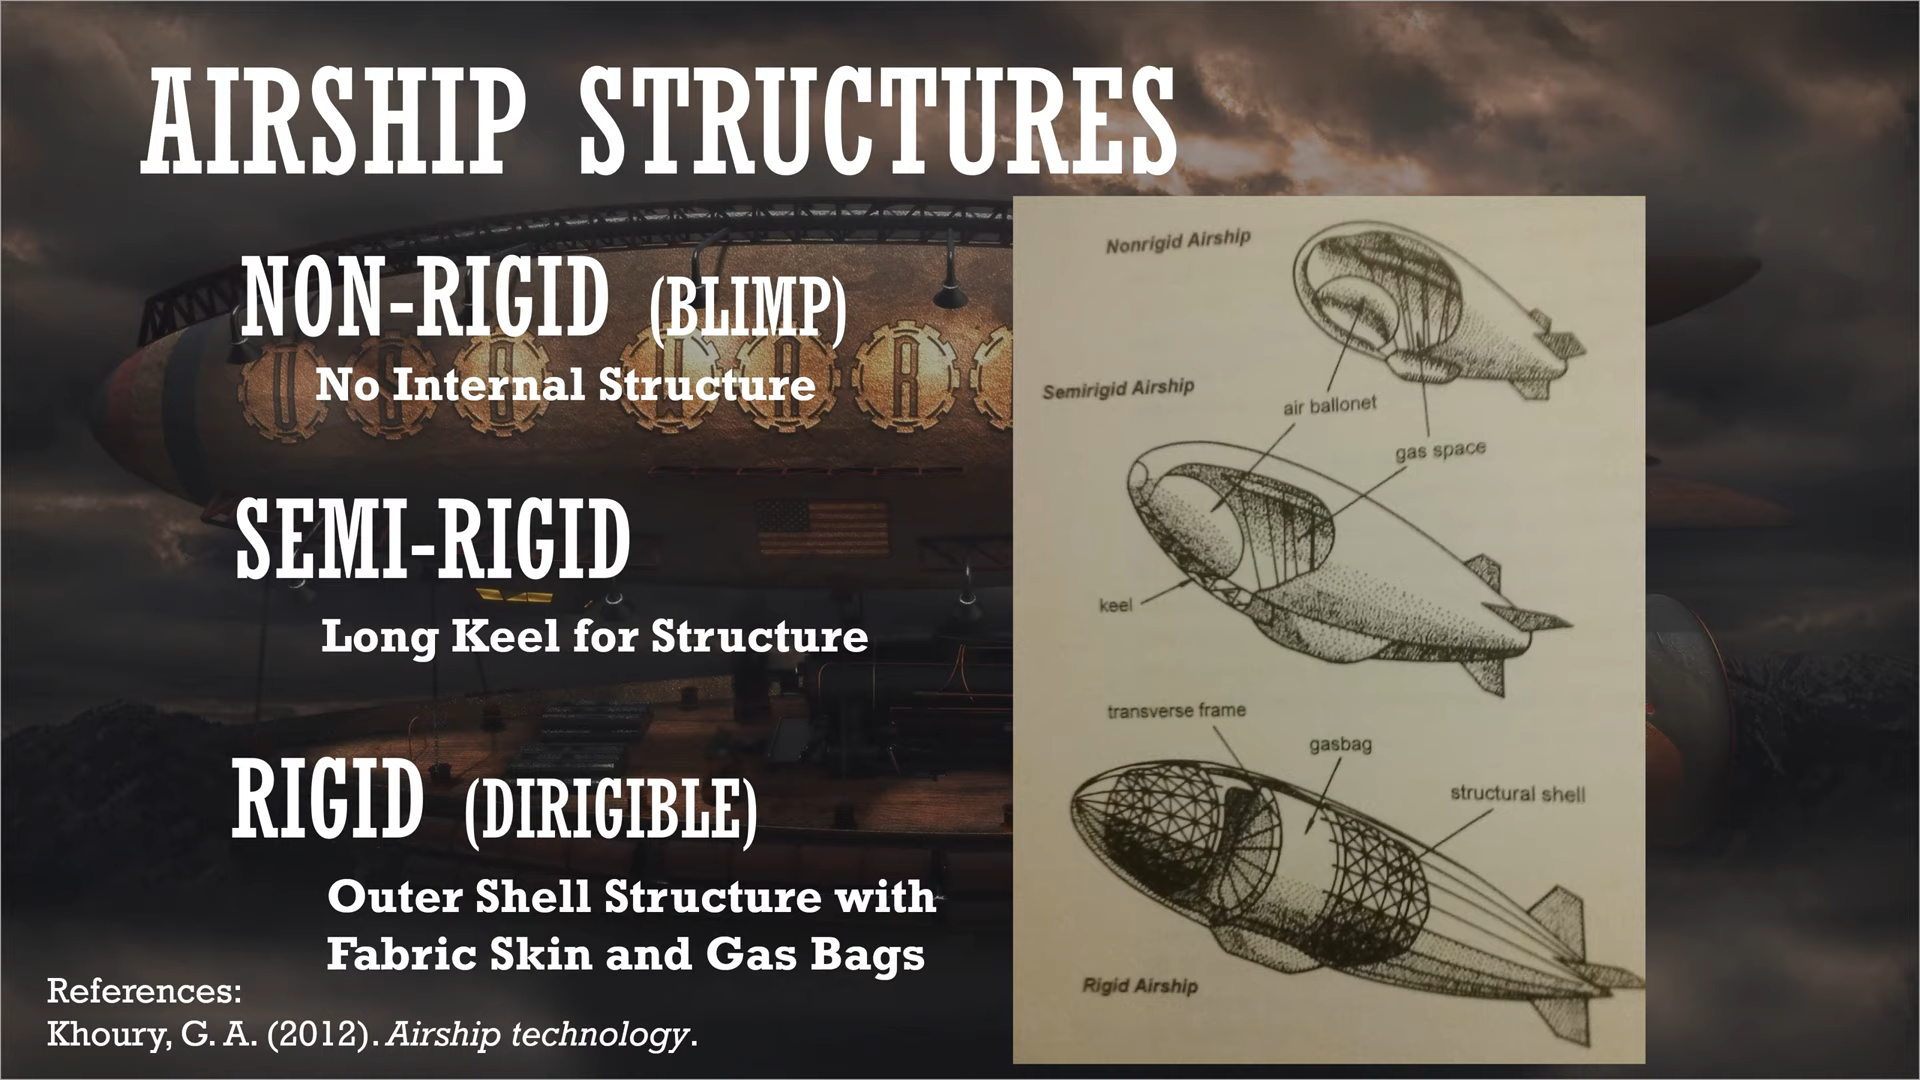 AIRSHIP STRUCTURES
NON-RIGID (BLIMP)
No Internal Structure
SEMI-RIGID
Long Keel for Structure
RIGID (DIRIGIBLE)
Outer Shell Structure with
Fabric Skin and Gas Bags
References:
Khoury, G. A. (2012). Airship technology.
USS WAR
Nonrigid Airship
Semirigid Airship
air ballonet
gas space
keel
transverse frame
gasbag
structural shell
Rigid Airship